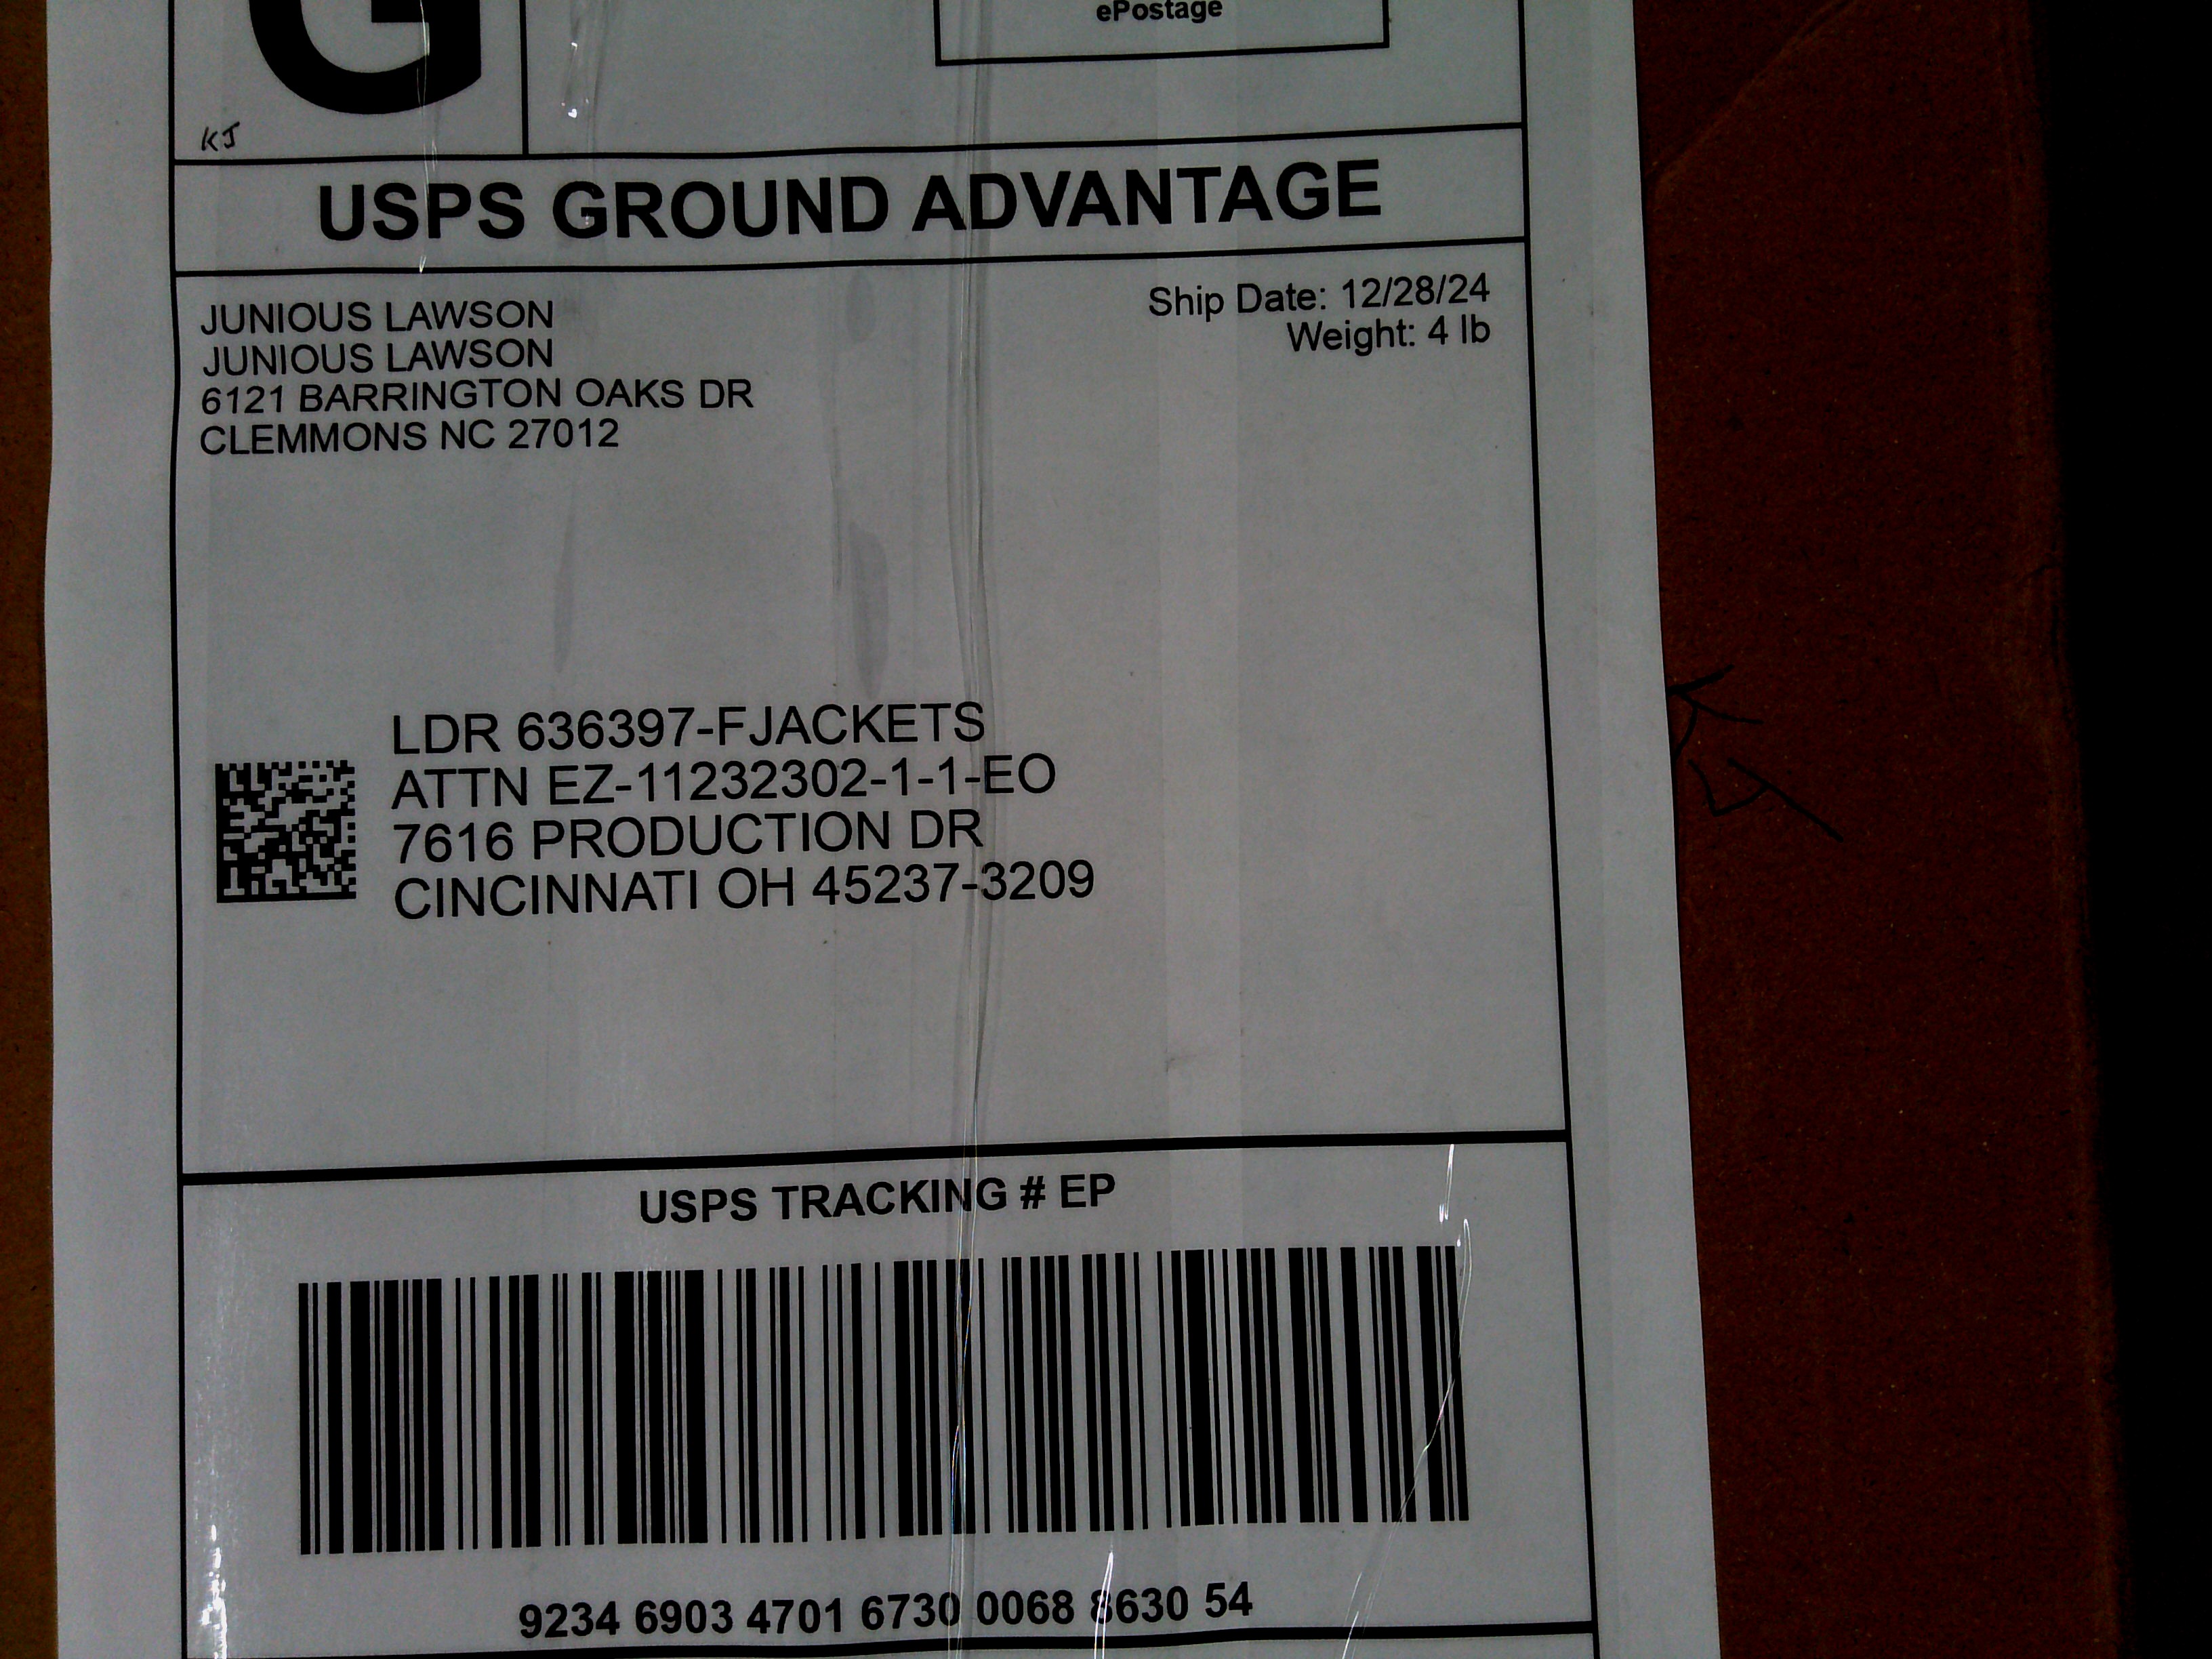 G
ePostage
KJ
USPS GROUND ADVANTAGE
JUNIOUS LAWSON
JUNIOUS LAWSON
6121 BARRINGTON OAKS DR
CLEMMONS NC 27012
Ship Date: 12/28/24
Weight: 4 lb
LDR 636397-FJACKETS
ATTN EZ-11232302-1-1-EO
7616 PRODUCTION DR
CINCINNATI OH 45237-3209
USPS TRACKING # EP
9234 6903 4701 6730 0068 8630 54